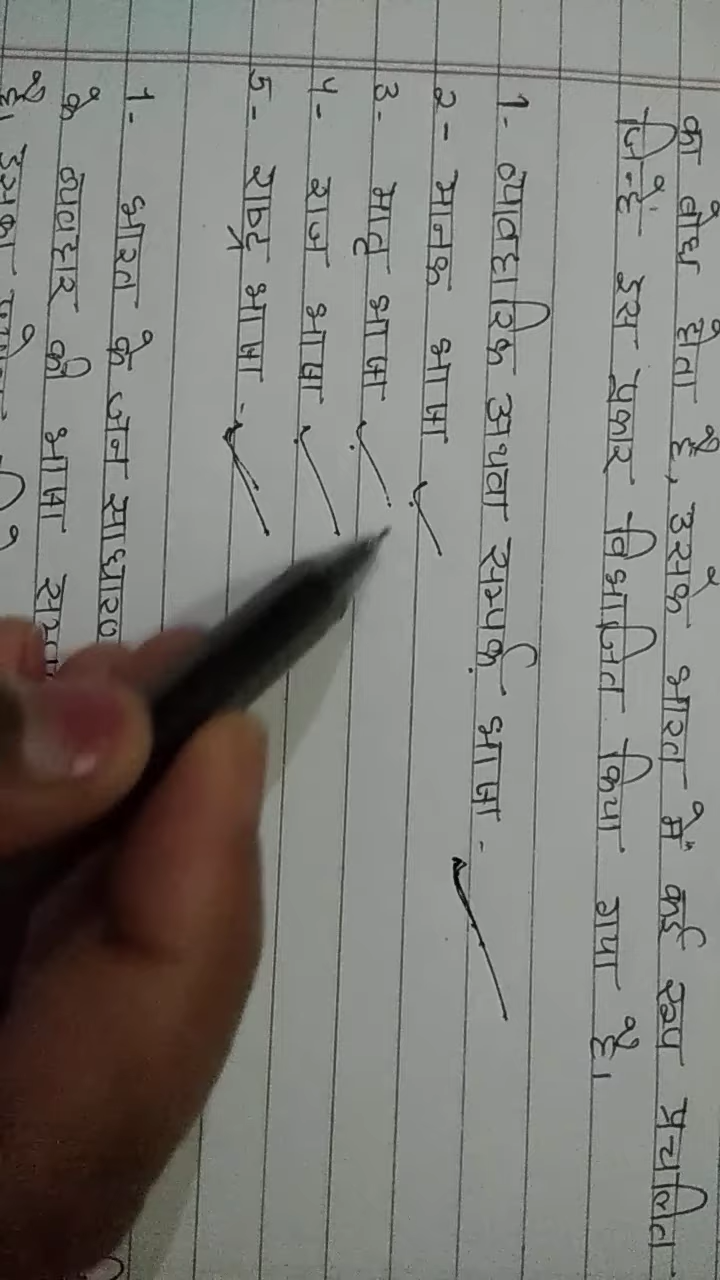 का बोध होता है, उसके भारत में कई रूप प्रचलित
जिन्हें इस प्रकार विभाजित किया गया है।
1- व्यावहारिक अथवा सम्पर्क भाषा -
2- मानक भाषा
3- मातृ भाषा
4- राज भाषा
5- राष्ट्र भाषा -
1- भारत के जन साधारण
के व्यवहार की भाषा
है। इसका